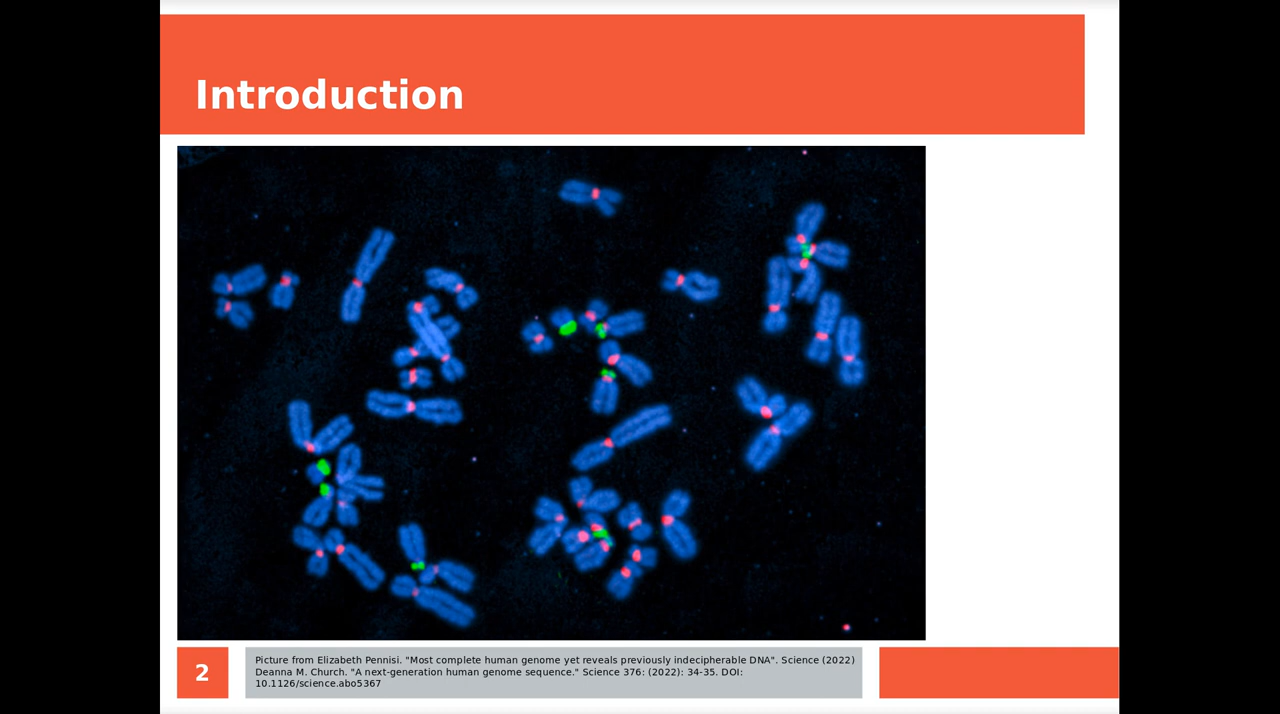 Introduction
2
Picture from Elizabeth Pennisi. "Most complete human genome yet reveals previously indecipherable DNA". Science (2022)
Deanna M. Church. "A next-generation human genome sequence." Science 376: (2022): 34-35. DOI:
10.1126/science.abo5367